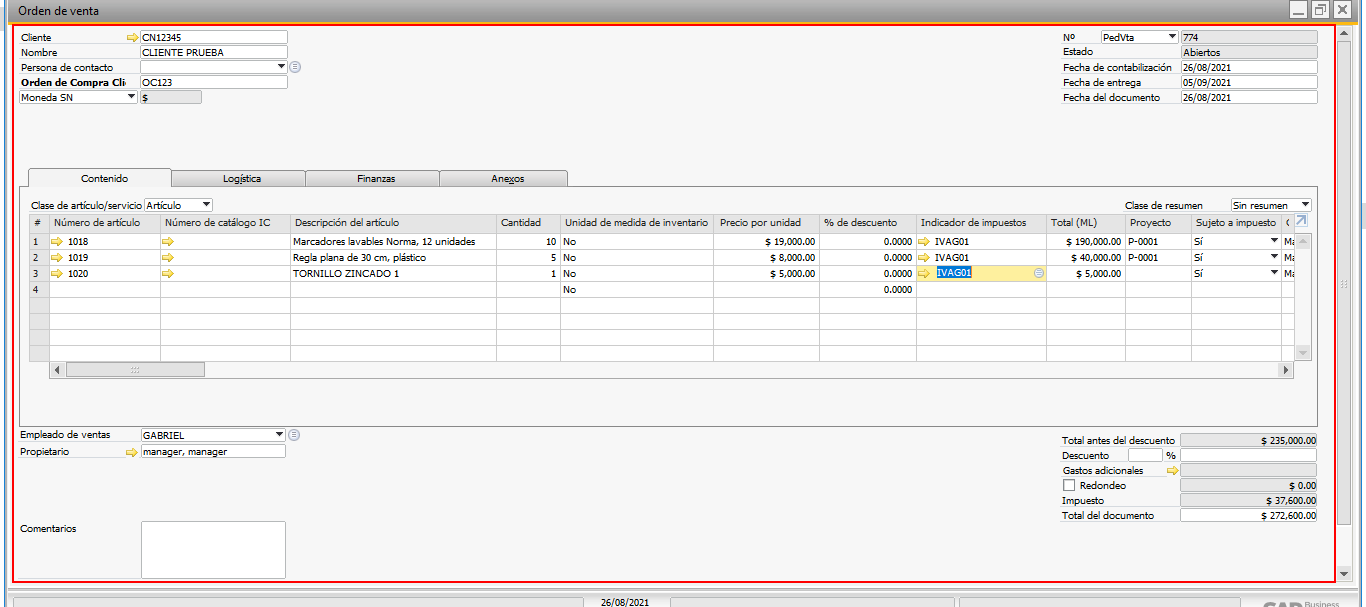 Orden de venta
Cliente CN12345 Nº PedVta 774
Nombre CLIENTE PRUEBA Estado Abiertos
Persona de contacto Fecha de contabilización 26/08/2021
Orden de Compra Cli OC123 Fecha de entrega 05/09/2021
Moneda SN $ Fecha del documento 26/08/2021
Contenido Logística Finanzas Anexos
Clase de artículo/servicio Artículo Clase de resumen Sin resumen
# Número de artículo Número de catálogo IC Descripción del artículo Cantidad Unidad de medida de inventario Precio por unidad % de descuento Indicador de impuestos Total (ML) Proyecto Sujeto a impuesto
1 1018 Marcadores lavables Norma, 12 unidades 10 No $ 19,000.00 0.0000 IVAG01 $ 190,000.00 P-0001 Sí Ma
2 1019 Regla plana de 30 cm, plástico 5 No $ 8,000.00 0.0000 IVAG01 $ 40,000.00 P-0001 Sí Ma
3 1020 TORNILLO ZINCADO 1 1 No $ 5,000.00 0.0000 IVAG01 $ 5,000.00 Sí Ma
4 No 0.0000
Empleado de ventas GABRIEL Total antes del descuento $ 235,000.00
Propietario manager, manager Descuento %
Gastos adicionales
Redondeo $ 0.00
Impuesto $ 37,600.00
Comentarios Total del documento $ 272,600.00
26/08/2021 Business